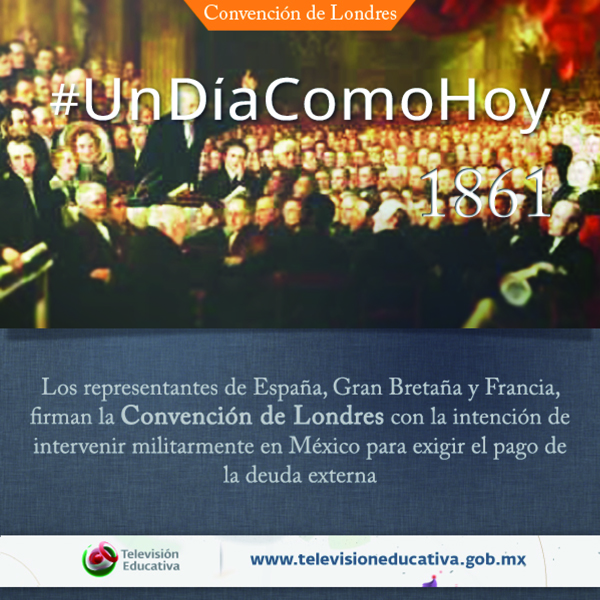 Convención de Londres
#UnDíaComoHoy
1861
Los representantes de España, Gran Bretaña y Francia,
firman la Convención de Londres con la intención de
intervenir militarmente en México para exigir el pago de
la deuda externa
Televisión
Educativa
www.televisioneducativa.gob.mx